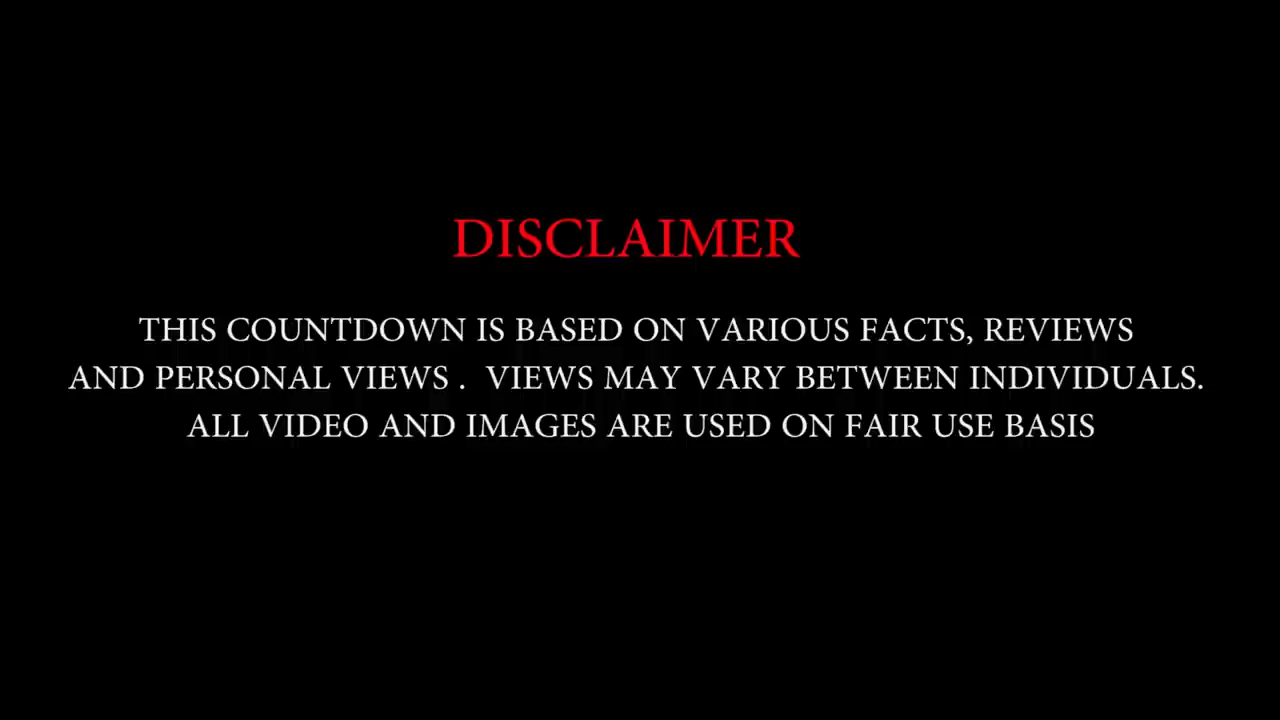 DISCLAIMER
THIS COUNTDOWN IS BASED ON VARIOUS FACTS, REVIEWS
AND PERSONAL VIEWS .  VIEWS MAY VARY BETWEEN INDIVIDUALS.
ALL VIDEO AND IMAGES ARE USED ON FAIR USE BASIS